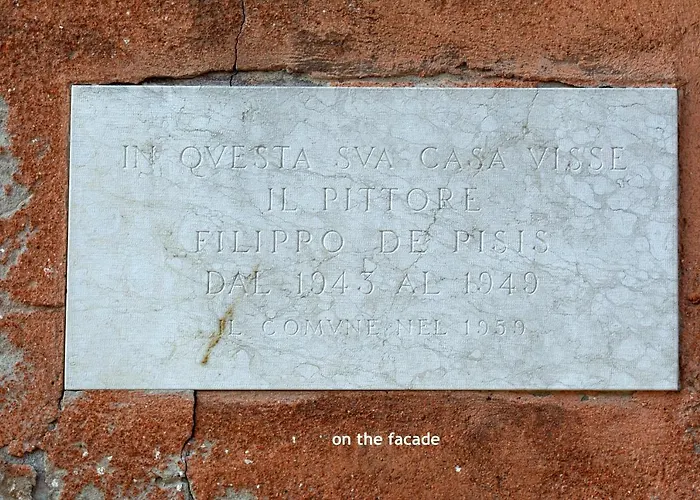 IN QVESTA SVA CASA VISSE
IL PITTORE
FILIPPO DE PISIS
DAL 1943 AL 1949
IL COMVNE NEL 1959
on the facade